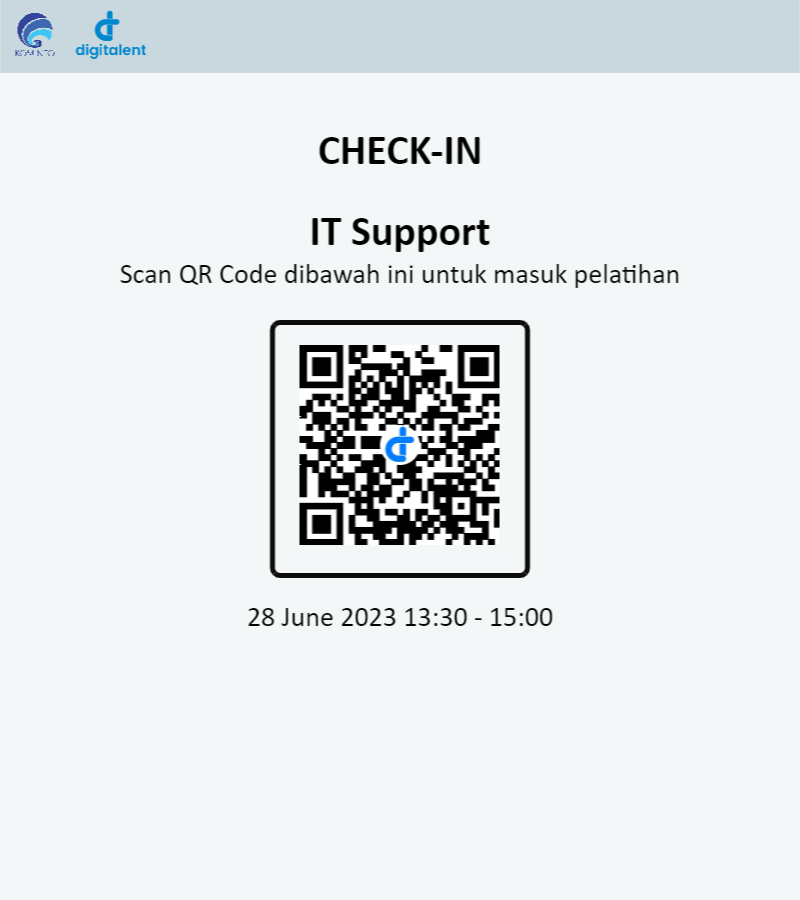 KOMINFO
digitalent
CHECK-IN
IT Support
Scan QR Code dibawah ini untuk masuk pelatihan
28 June 2023 13:30 - 15:00